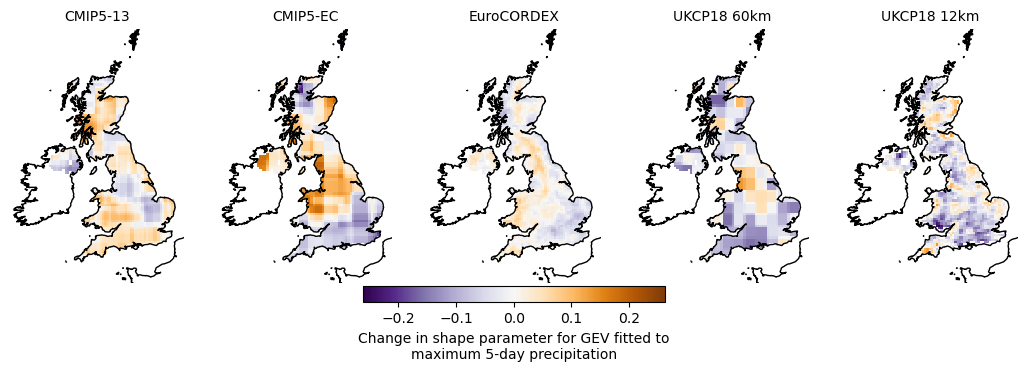 CMIP5-13 CMIP5-EC EuroCORDEX UKCP18 60km UKCP18 12km
−0.2 −0.1 0.0 0.1 0.2
Change in shape parameter for GEV fitted to
maximum 5-day precipitation